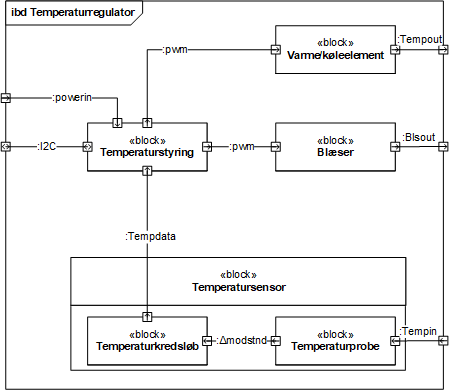 ibd Temperaturregulator
:pwm
«block»
Varme/køleelement
:Tempout
:powerin
:I2C
«block»
Temperaturstyring
:pwm
«block»
Blæser
:Blsout
:Tempdata
«block»
Temperatursensor
«block»
Temperaturkredsløb
:Δmodstnd
«block»
Temperaturprobe
:Tempin